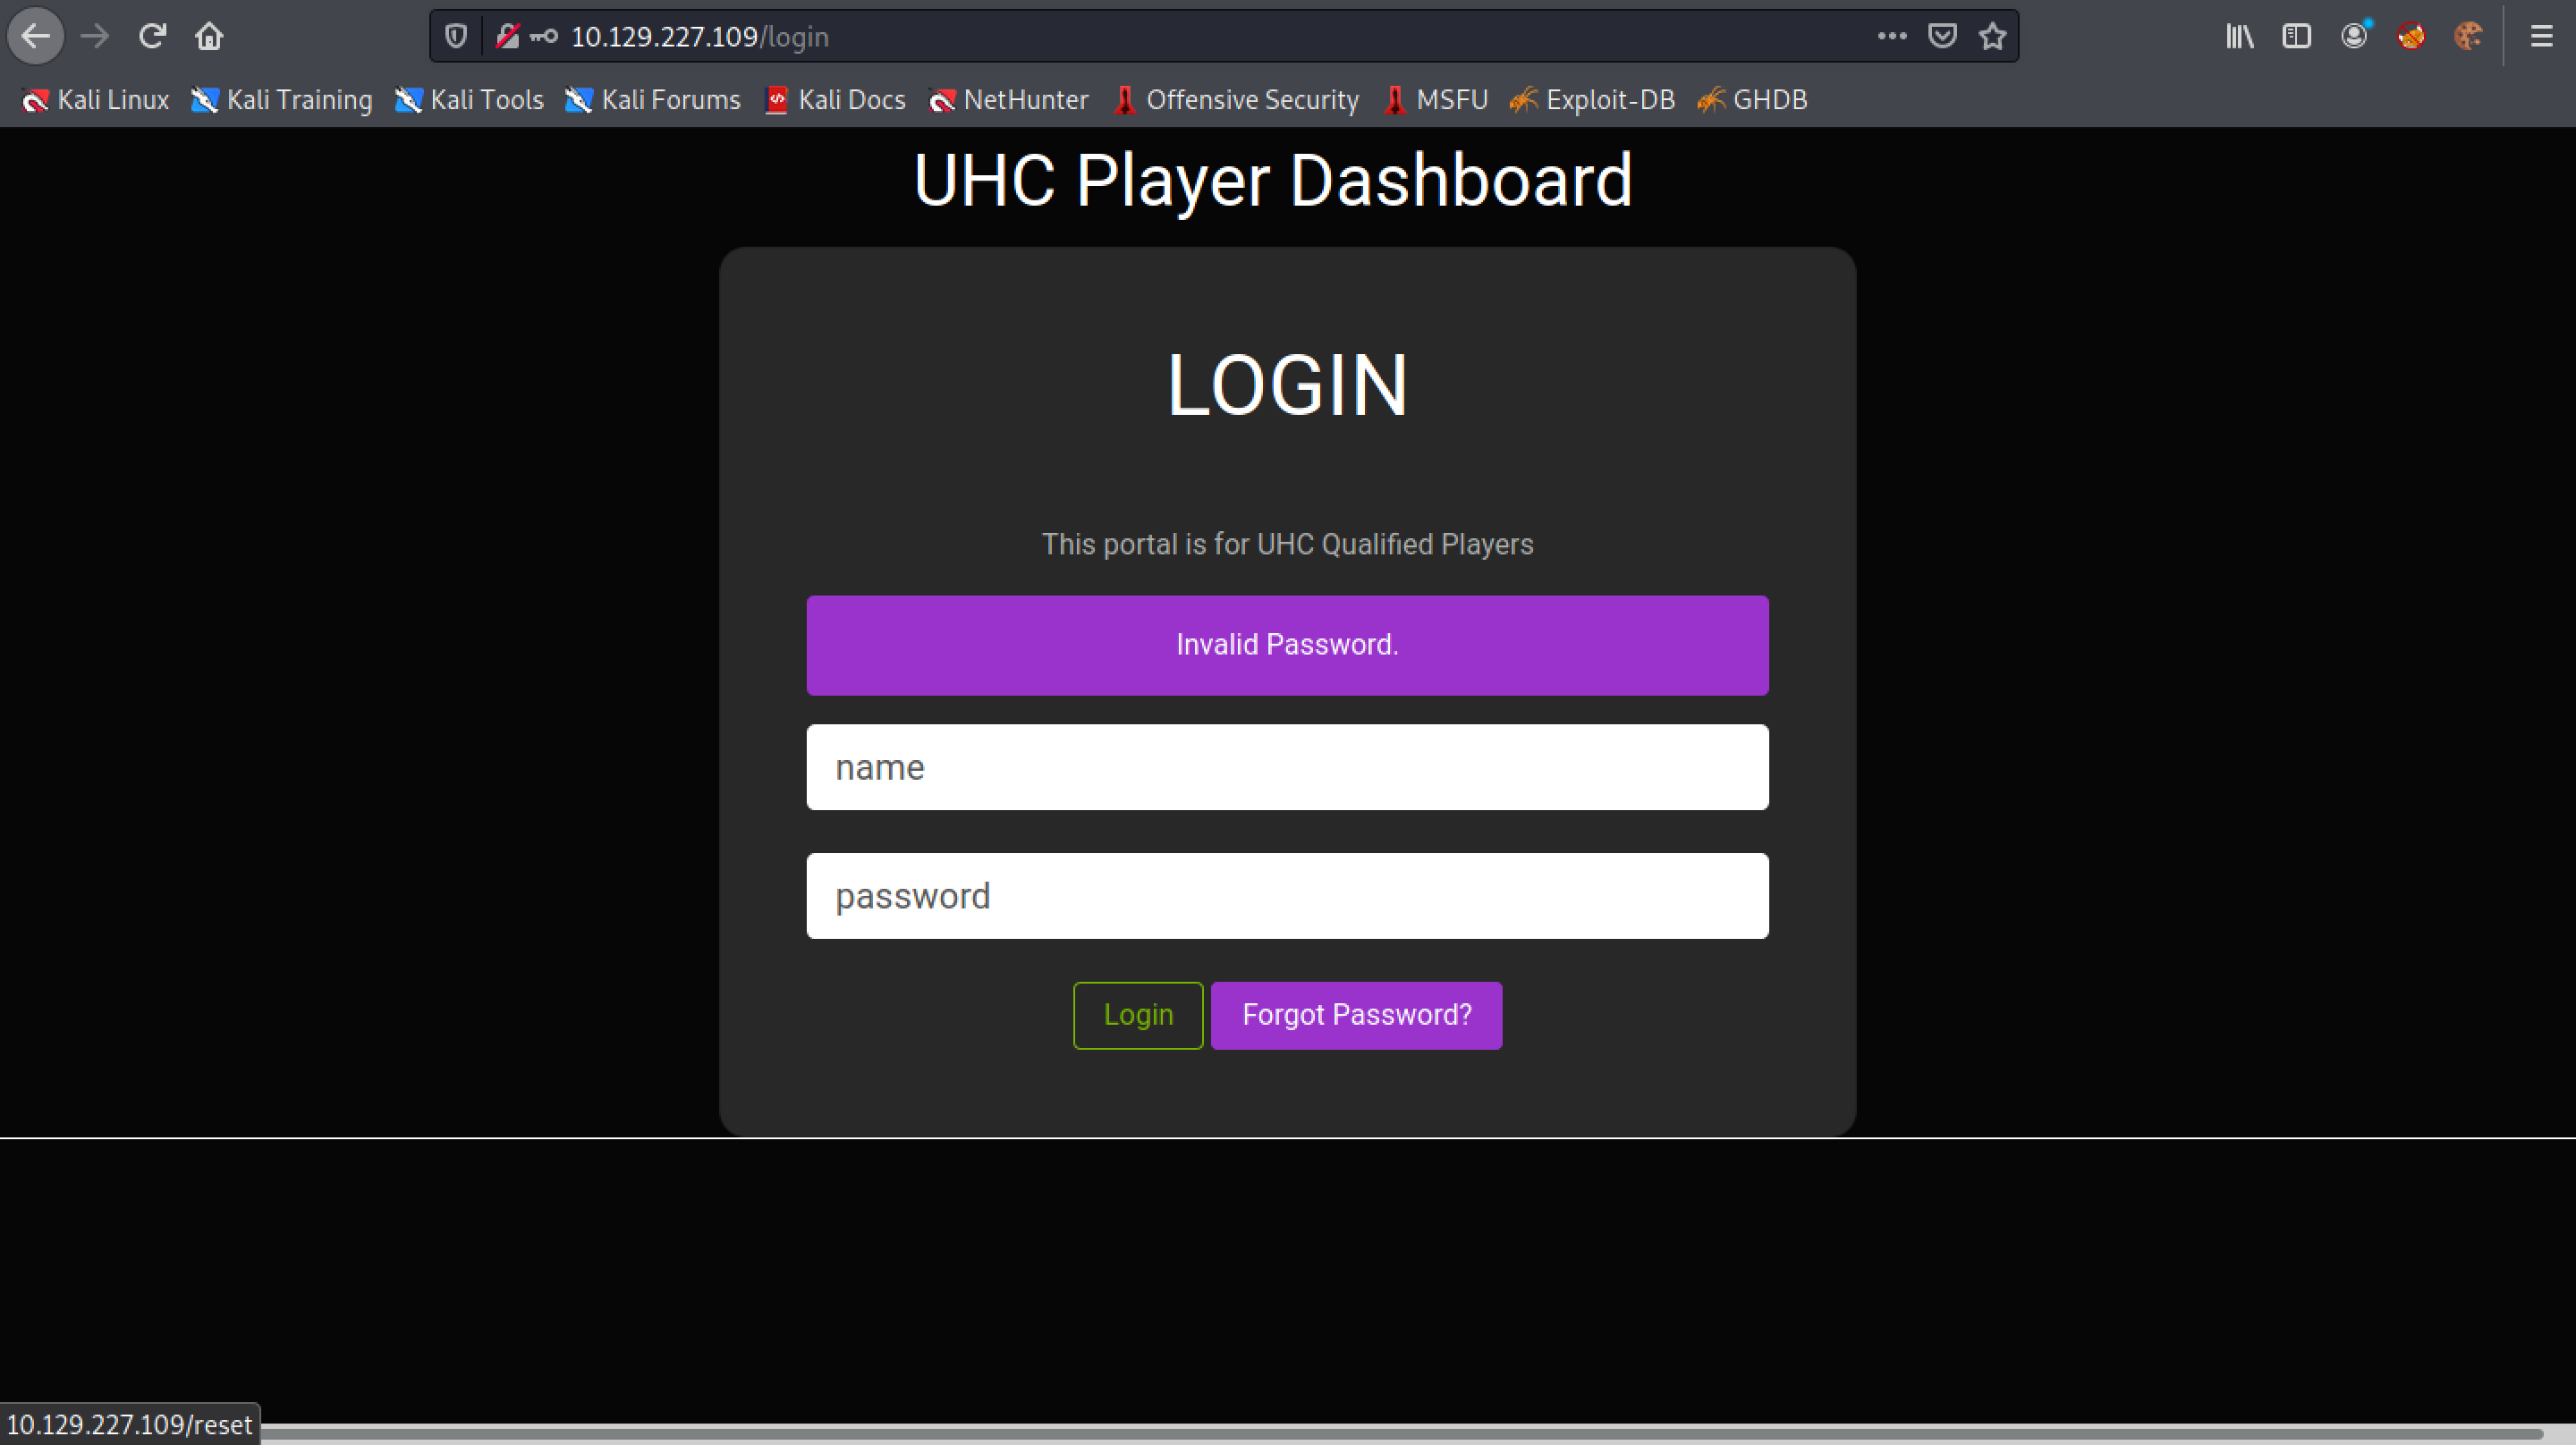 10.129.227.109/login
Kali Linux Kali Training Kali Tools Kali Forums Kali Docs NetHunter Offensive Security MSFU Exploit-DB GHDB
UHC Player Dashboard
LOGIN
This portal is for UHC Qualified Players
Invalid Password.
name
password
Login Forgot Password?
10.129.227.109/reset